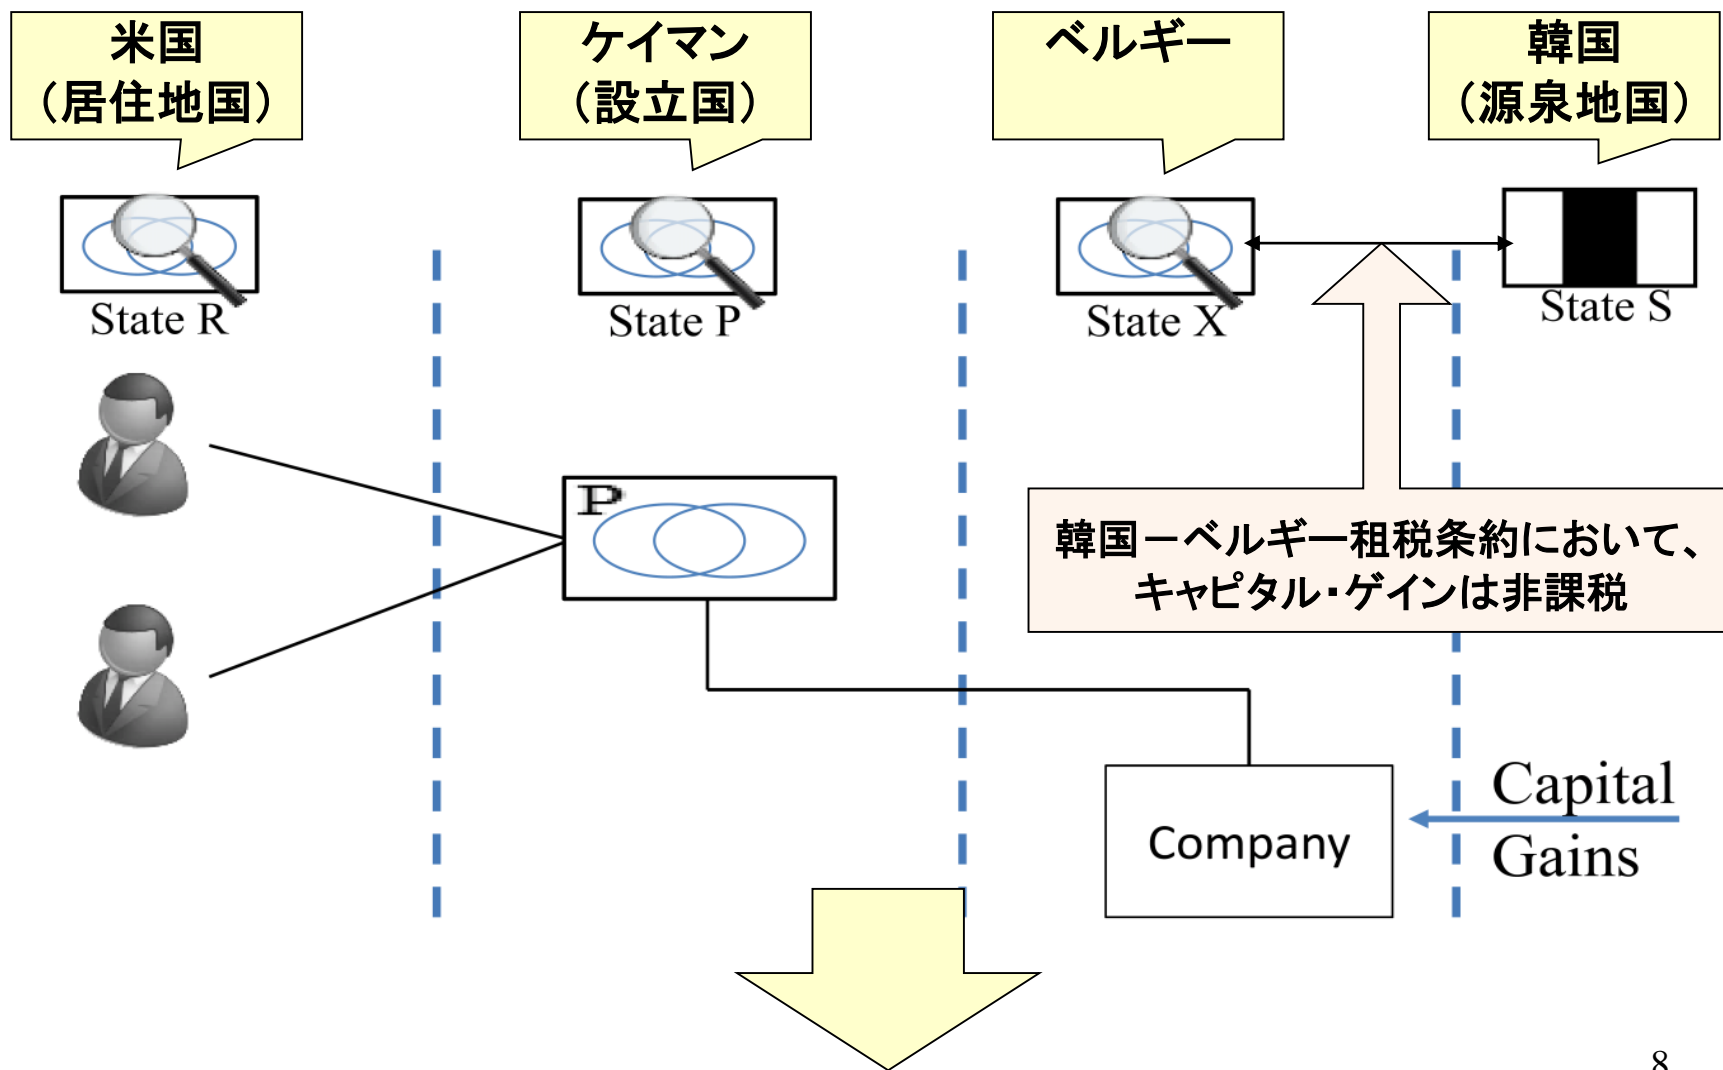 米国
（居住地国）
ケイマン
（設立国）
ベルギー
韓国
（源泉地国）
State R
State P
State X
State S
P
韓国－ベルギー租税条約において、
キャピタル・ゲインは非課税
Company
Capital
Gains
8